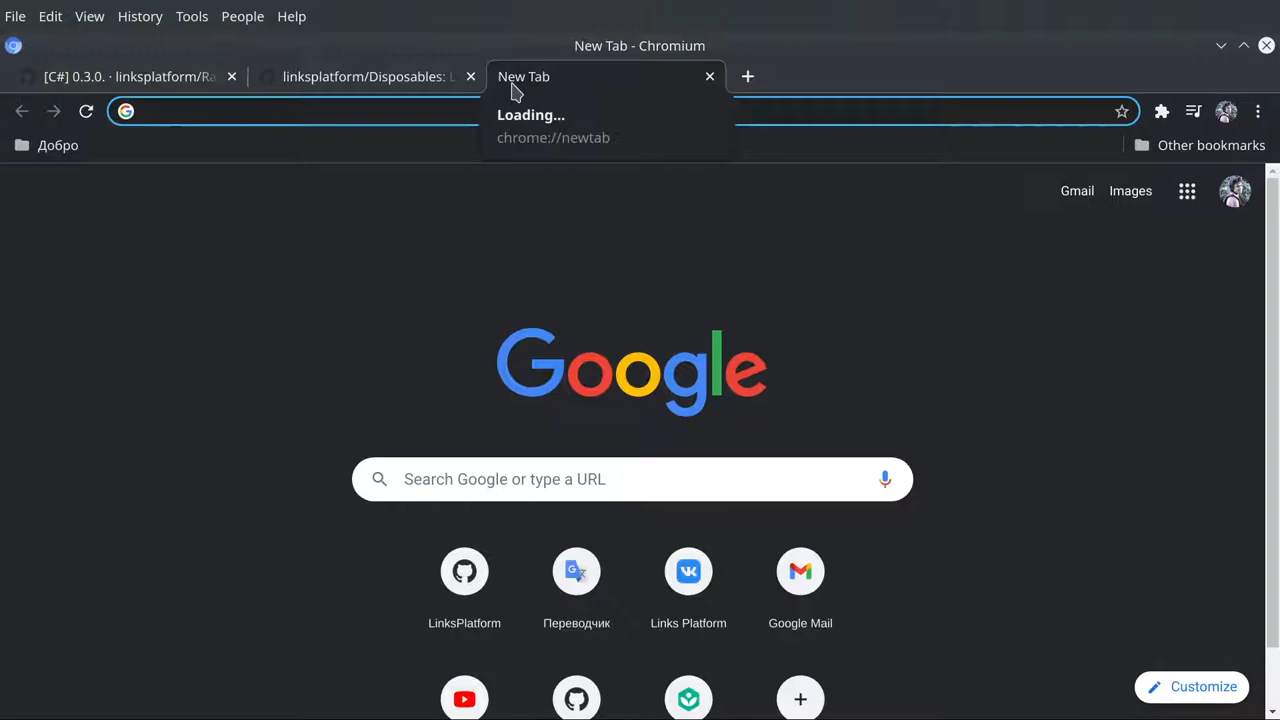 File Edit View History Tools People Help
New Tab - Chromium
[C#] 0.3.0. · linksplatform/Ra
linksplatform/Disposables: L
New Tab
Loading...
chrome://newtab
Добро
Other bookmarks
Gmail Images
Google
Search Google or type a URL
LinksPlatform Переводчик Links Platform Google Mail
Customize